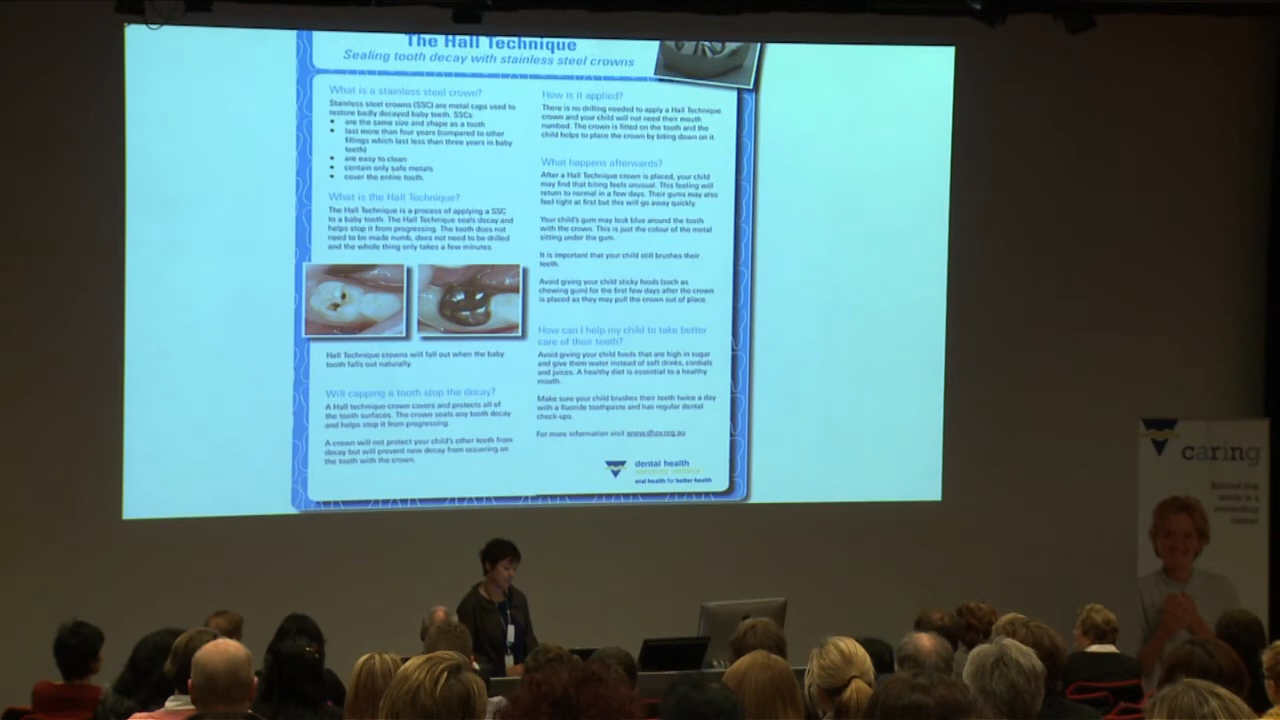 The Hall Technique
Sealing tooth decay with stainless steel crowns
What is a stainless steel crown?
Stainless steel crowns (SSC) are metal caps used to
restore badly decayed baby teeth. SSCs:
• are the same size and shape as a tooth
• last more than four years (compared to other
fillings which last less than three years in baby
teeth)
• are easy to clean
• contain only safe metals
• cover the entire tooth.
What is the Hall Technique?
The Hall Technique is a process of applying a SSC
to a baby tooth. The Hall Technique seals decay and
helps stop it from progressing. The tooth does not
need to be made numb, does not need to be drilled
and the whole thing only takes a few minutes.
Hall Technique crowns will fall out when the baby
tooth falls out naturally.
Will capping a tooth stop the decay?
A Hall technique crown covers and protects all of
the tooth surfaces. The crown seals any tooth decay
and helps stop it from progressing.
A crown will not protect your child's other teeth from
decay but will prevent new decay from occurring on
the tooth with the crown.
How is it applied?
There is no drilling needed to apply a Hall Technique
crown and your child will not need their mouth
numbed. The crown is fitted on the tooth and the
child helps to place the crown by biting down on it.
What happens afterwards?
After a Hall Technique crown is placed, your child
may find that biting feels unusual. This feeling will
return to normal in a few days. Their gums may also
feel tight at first but this will go away quickly.
Your child's gum may look blue around the tooth
with the crown. This is just the colour of the metal
sitting under the gum.
It is important that your child still brushes their
teeth.
Avoid giving your child sticky foods (such as
chewing gum) for the first few days after the crown
is placed as they may pull the crown out of place.
How can I help my child to take better
care of their teeth?
Avoid giving your child foods that are high in sugar
and give them water instead of soft drinks, cordials
and juices. A healthy diet is essential to a healthy
mouth.
Make sure your child brushes their teeth twice a day
with a fluoride toothpaste and has regular dental
check-ups.
For more information visit www.dhsv.org.au
dental health
services victoria
oral health for better health
caring
Behind this
smile is a
rewarding
career